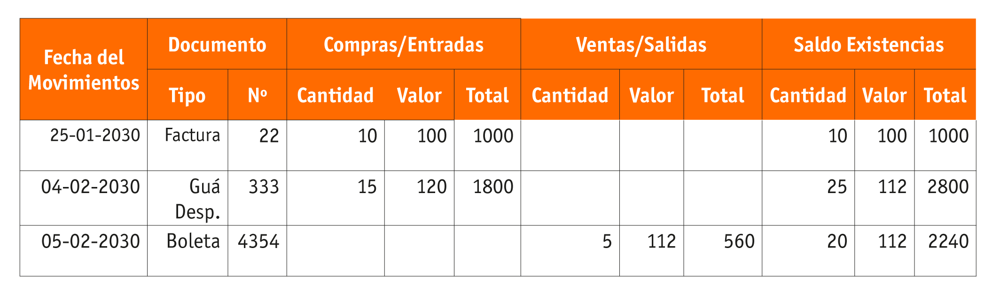 Fecha del Movimientos Documento Compras/Entradas Ventas/Salidas Saldo Existencias
Tipo Nº Cantidad Valor Total Cantidad Valor Total Cantidad Valor Total
25-01-2030 Factura 22 10 100 1000 10 100 1000
04-02-2030 Guá Desp. 333 15 120 1800 25 112 2800
05-02-2030 Boleta 4354 5 112 560 20 112 2240